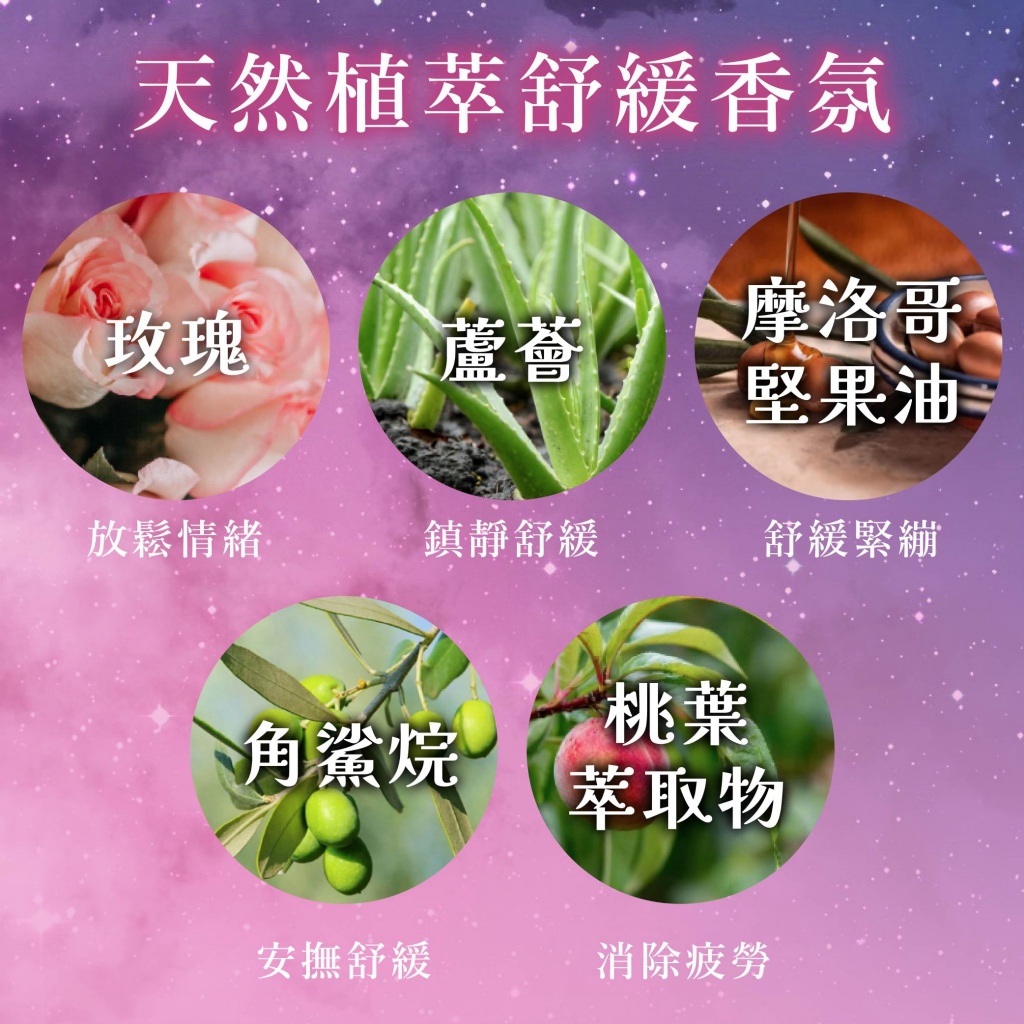 天然植萃舒緩香氛
玫瑰
蘆薈
摩洛哥
堅果油
放鬆情緒
鎮靜舒緩
舒緩緊繃
角鯊烷
桃葉
萃取物
安撫舒緩
消除疲勞